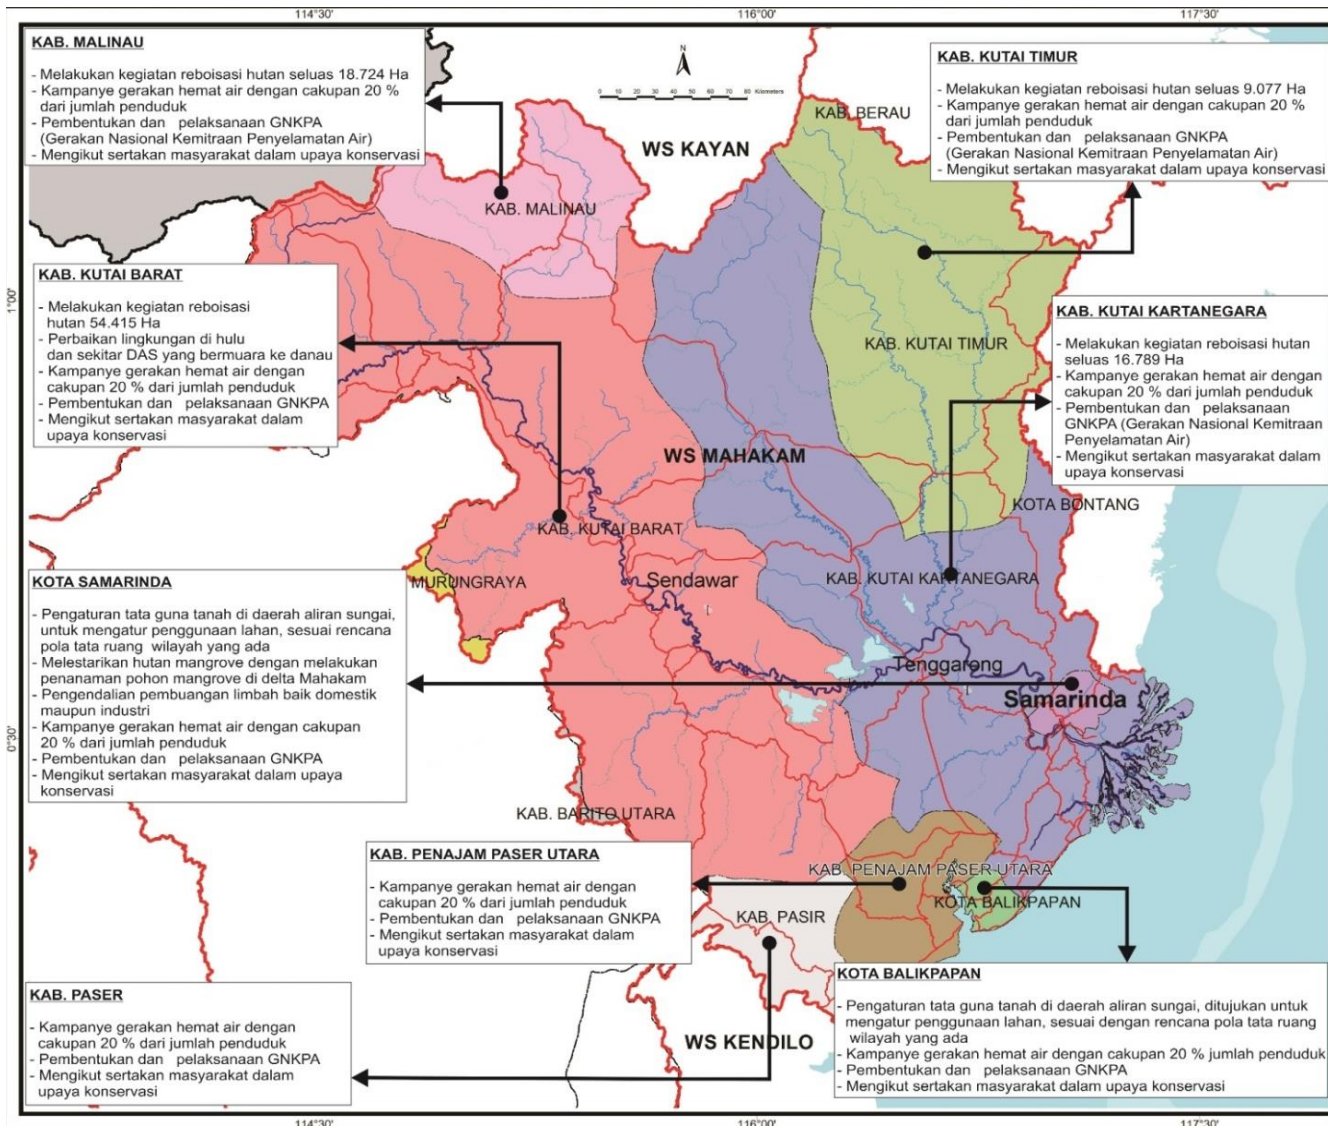 114°30'
116°00'
117°30'
KAB. MALINAU
- Melakukan kegiatan reboisasi hutan seluas 18.724 Ha
- Kampanye gerakan hemat air dengan cakupan 20 %
dari jumlah penduduk
- Pembentukan dan pelaksanaan GNKPA
(Gerakan Nasional Kemitraan Penyelamatan Air)
- Mengikut sertakan masyarakat dalam upaya konservasi
N
0 10 20 30 40 50 60 70 80 Kilometers
KAB. KUTAI TIMUR
- Melakukan kegiatan reboisasi hutan seluas 9.077 Ha
- Kampanye gerakan hemat air dengan cakupan 20 %
dari jumlah penduduk
- Pembentukan dan pelaksanaan GNKPA
(Gerakan Nasional Kemitraan Penyelamatan Air)
- Mengikut sertakan masyarakat dalam upaya konservasi
KAB. BERAU
WS KAYAN
KAB. MALINAU
KAB. KUTAI BARAT
- Melakukan kegiatan reboisasi
hutan 54.415 Ha
- Perbaikan lingkungan di hulu
dan sekitar DAS yang bermuara ke danau
- Kampanye gerakan hemat air dengan
cakupan 20 % dari jumlah penduduk
- Pembentukan dan pelaksanaan GNKPA
- Mengikut sertakan masyarakat dalam
upaya konservasi
1°00'
KAB. KUTAI KARTANEGARA
- Melakukan kegiatan reboisasi hutan
seluas 16.789 Ha
- Kampanye gerakan hemat air dengan
cakupan 20 % dari jumlah penduduk
- Pembentukan dan pelaksanaan
GNKPA (Gerakan Nasional Kemitraan
Penyelamatan Air)
- Mengikut sertakan masyarakat dalam
upaya konservasi
KAB. KUTAI TIMUR
WS MAHAKAM
KOTA BONTANG
KAB. KUTAI BARAT
MURUNGRAYA
Sendawar
KAB. KUTAI KARTANEGARA
Tenggarong
Samarinda
KOTA SAMARINDA
- Pengaturan tata guna tanah di daerah aliran sungai,
untuk mengatur penggunaan lahan, sesuai rencana
pola tata ruang wilayah yang ada
- Melestarikan hutan mangrove dengan melakukan
penanaman pohon mangrove di delta Mahakam
- Pengendalian pembuangan limbah baik domestik
maupun industri
- Kampanye gerakan hemat air dengan cakupan
20 % dari jumlah penduduk
- Pembentukan dan pelaksanaan GNKPA
- Mengikut sertakan masyarakat dalam upaya
konservasi
0°30'
KAB. BARITO UTARA
KAB. PENAJAM PASER UTARA
- Kampanye gerakan hemat air dengan
cakupan 20 % dari jumlah penduduk
- Pembentukan dan pelaksanaan GNKPA
- Mengikut sertakan masyarakat dalam
upaya konservasi
KAB. PENAJAM PASER UTARA
KOTA BALIKPAPAN
KAB. PASIR
WS KENDILO
KAB. PASER
- Kampanye gerakan hemat air dengan
cakupan 20 % dari jumlah penduduk
- Pembentukan dan pelaksanaan GNKPA
- Mengikut sertakan masyarakat dalam
upaya konservasi
KOTA BALIKPAPAN
- Pengaturan tata guna tanah di daerah aliran sungai, ditujukan untuk
mengatur penggunaan lahan, sesuai dengan rencana pola tata ruang
wilayah yang ada
- Kampanye gerakan hemat air dengan cakupan 20 % jumlah penduduk
- Pembentukan dan pelaksanaan GNKPA
- Mengikut sertakan masyarakat dalam upaya konservasi
114°30'
116°00'
117°30'